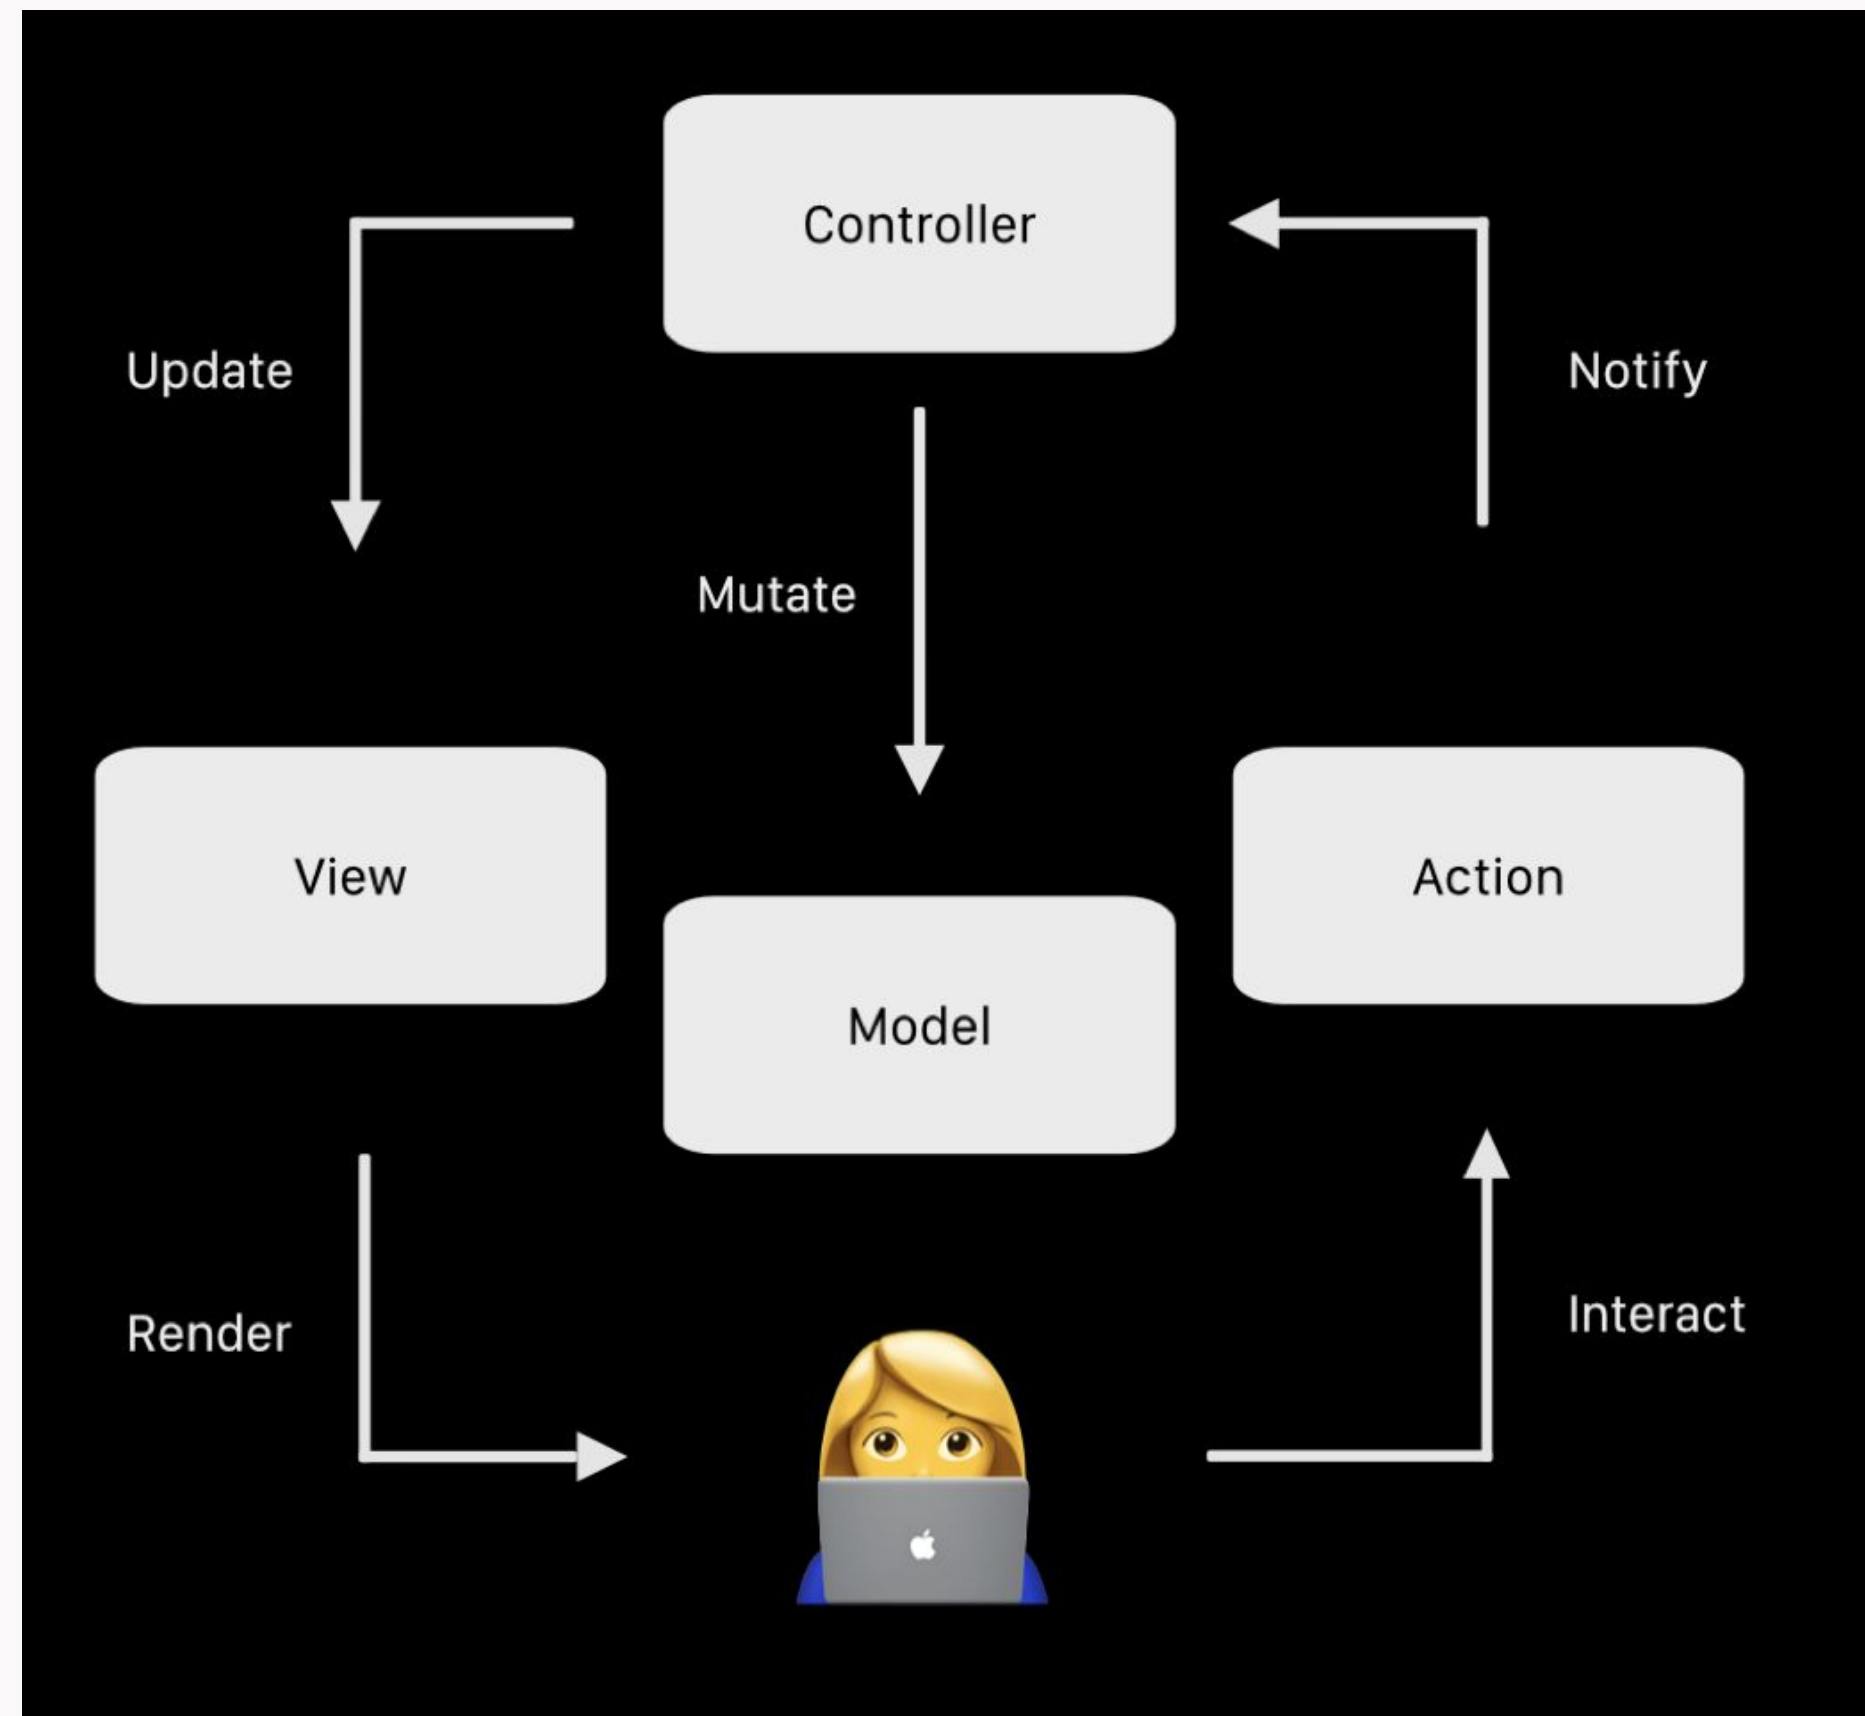 Controller
Update
Notify
Mutate
View
Action
Model
Render
Interact